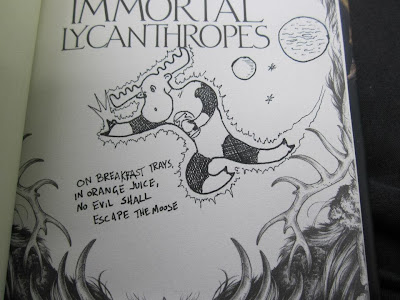 IMMORTAL
LYCANTHROPES
ON BREAKFAST TRAYS,
IN ORANGE JUICE,
NO EVIL SHALL
ESCAPE THE MOOSE